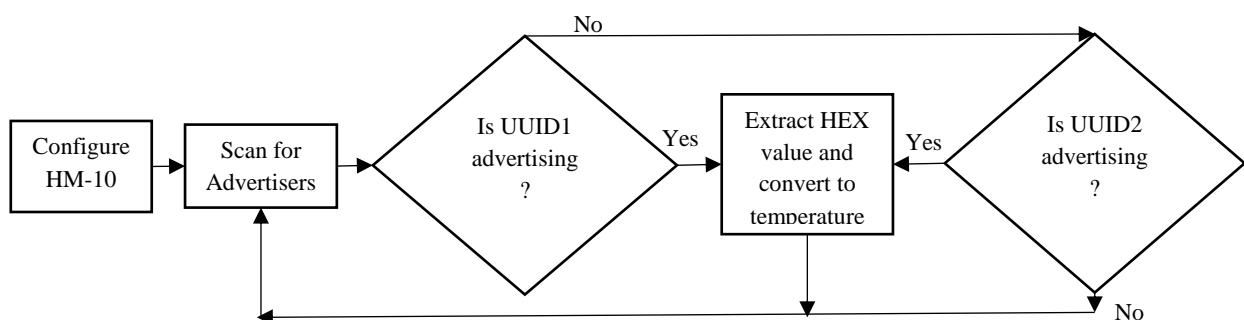 No
Configure
HM-10
Scan for
Advertisers
Is UUID1
advertising
?
Yes
Extract HEX
value and
convert to
temperature
Yes
Is UUID2
advertising
?
No